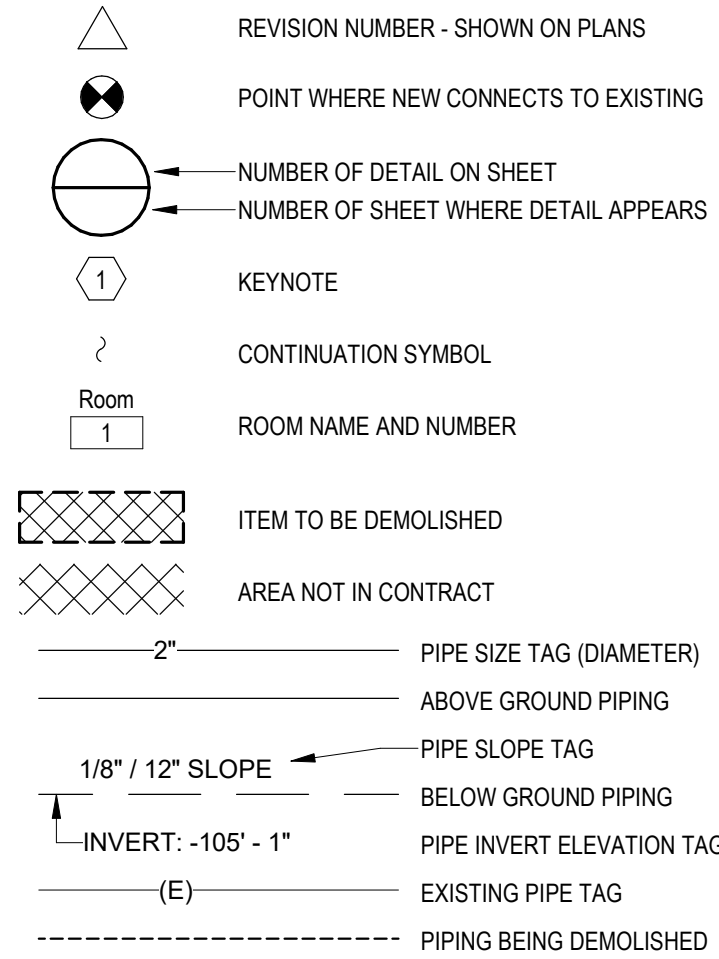 REVISION NUMBER - SHOWN ON PLANS
POINT WHERE NEW CONNECTS TO EXISTING
NUMBER OF DETAIL ON SHEET
NUMBER OF SHEET WHERE DETAIL APPEARS
1 KEYNOTE
CONTINUATION SYMBOL
Room
1 ROOM NAME AND NUMBER
ITEM TO BE DEMOLISHED
AREA NOT IN CONTRACT
2" PIPE SIZE TAG (DIAMETER)
ABOVE GROUND PIPING
PIPE SLOPE TAG
1/8" / 12" SLOPE
BELOW GROUND PIPING
INVERT: -105' - 1" PIPE INVERT ELEVATION TAG
(E) EXISTING PIPE TAG
PIPING BEING DEMOLISHED